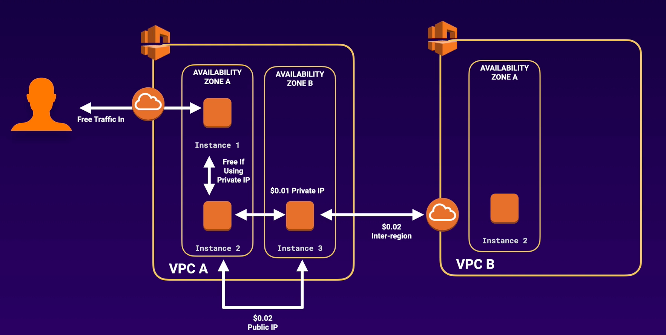 AVAILABILITY
ZONE A
AVAILABILITY
ZONE B
AVAILABILITY
ZONE A
Free Traffic In
Instance 1
Free If
Using
Private IP
$0.01 Private IP
Instance 2
Instance 3
$0.02
Inter-region
Instance 2
VPC A
VPC B
$0.02
Public IP